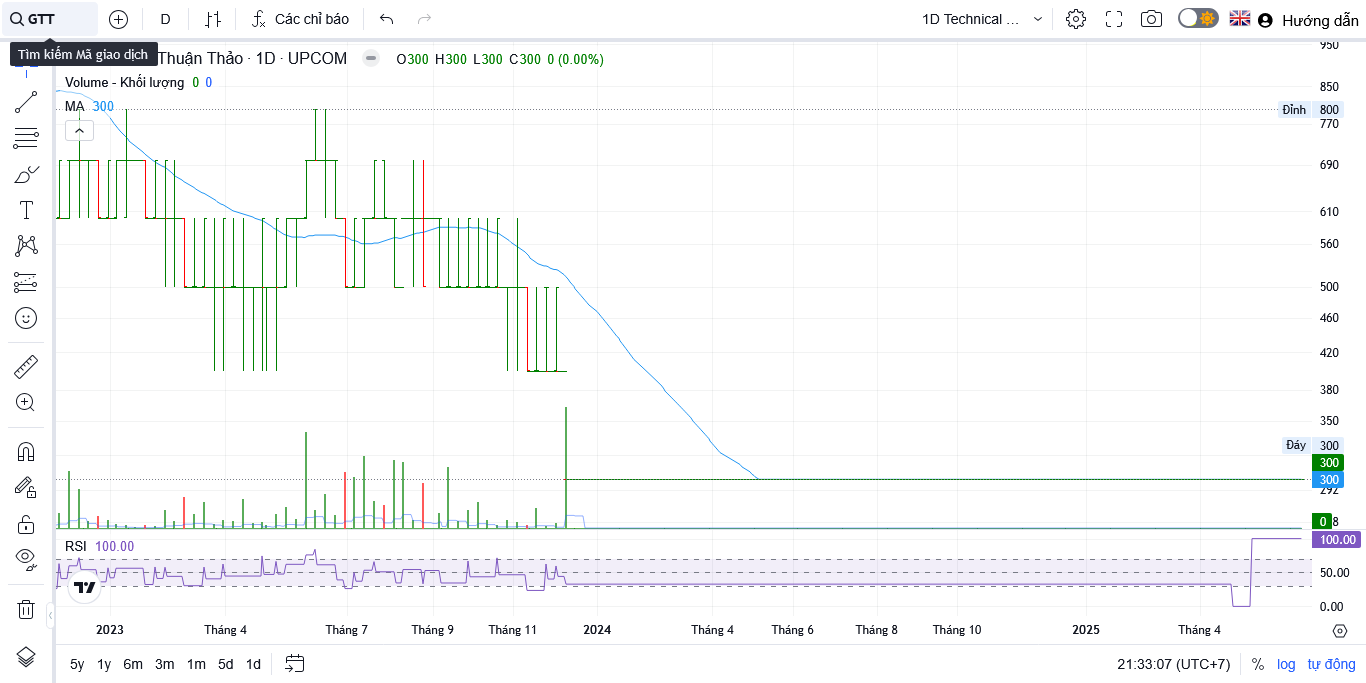 GTT
D
Các chỉ báo
1D Technical ...
Hướng dẫn
Tìm kiếm Mã giao dịch
Thuận Thảo · 1D · UPCOM
O300 H300 L300 C300 0 (0.00%)
Volume - Khối lượng 0 0
MA 300
950
850
Đỉnh 800
770
690
610
560
500
460
420
380
350
Đáy 300
300
300
292
0
8
RSI 100.00
100.00
50.00
0.00
2023 Tháng 4 Tháng 7 Tháng 9 Tháng 11 2024 Tháng 4 Tháng 6 Tháng 8 Tháng 10 2025 Tháng 4
5y 1y 6m 3m 1m 5d 1d
21:33:07 (UTC+7) % log tự động